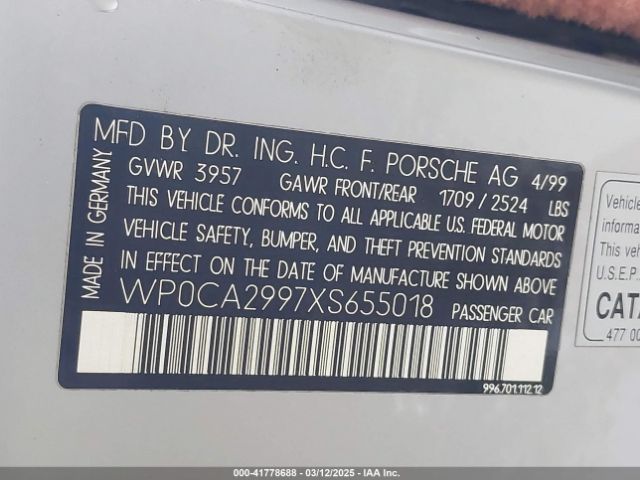 MFD BY DR. ING. H.C. F. PORSCHE AG 4/99
GVWR 3957 GAWR FRONT/REAR 1709 / 2524 LBS
THIS VEHICLE CONFORMS TO ALL APPLICABLE U.S. FEDERAL MOTOR
VEHICLE SAFETY, BUMPER, AND THEFT PREVENTION STANDARDS
IN EFFECT ON THE DATE OF MANUFACTURE SHOWN ABOVE
WP0CA2997XS655018 PASSENGER CAR
996.701.112.12
MADE IN GERMANY
Vehicle
informa
This veh
U.S.E.P.
CATA
477 00
000-41778688 - 03/12/2025 - IAA Inc.